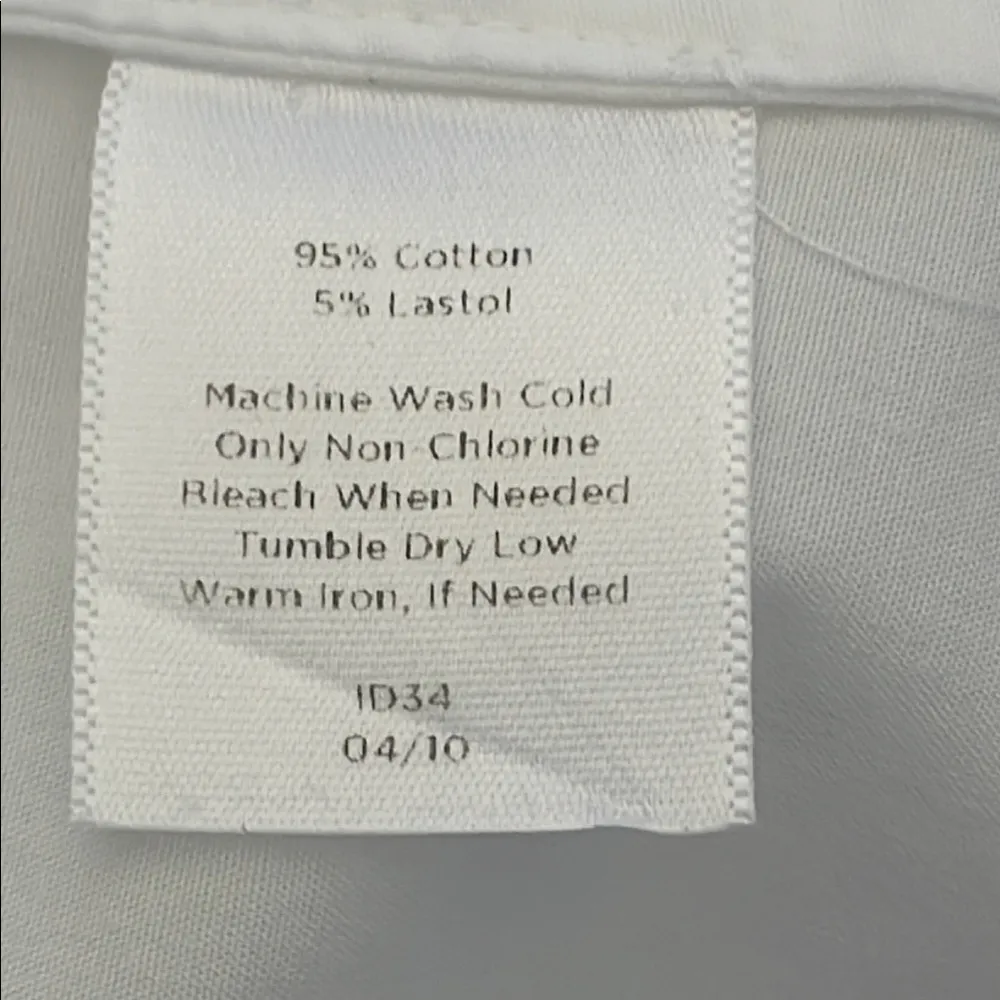 95% Cotton
5% Lastol
Machine Wash Cold
Only Non-Chlorine
Bleach When Needed
Tumble Dry Low
Warm Iron, If Needed
ID34
04/10